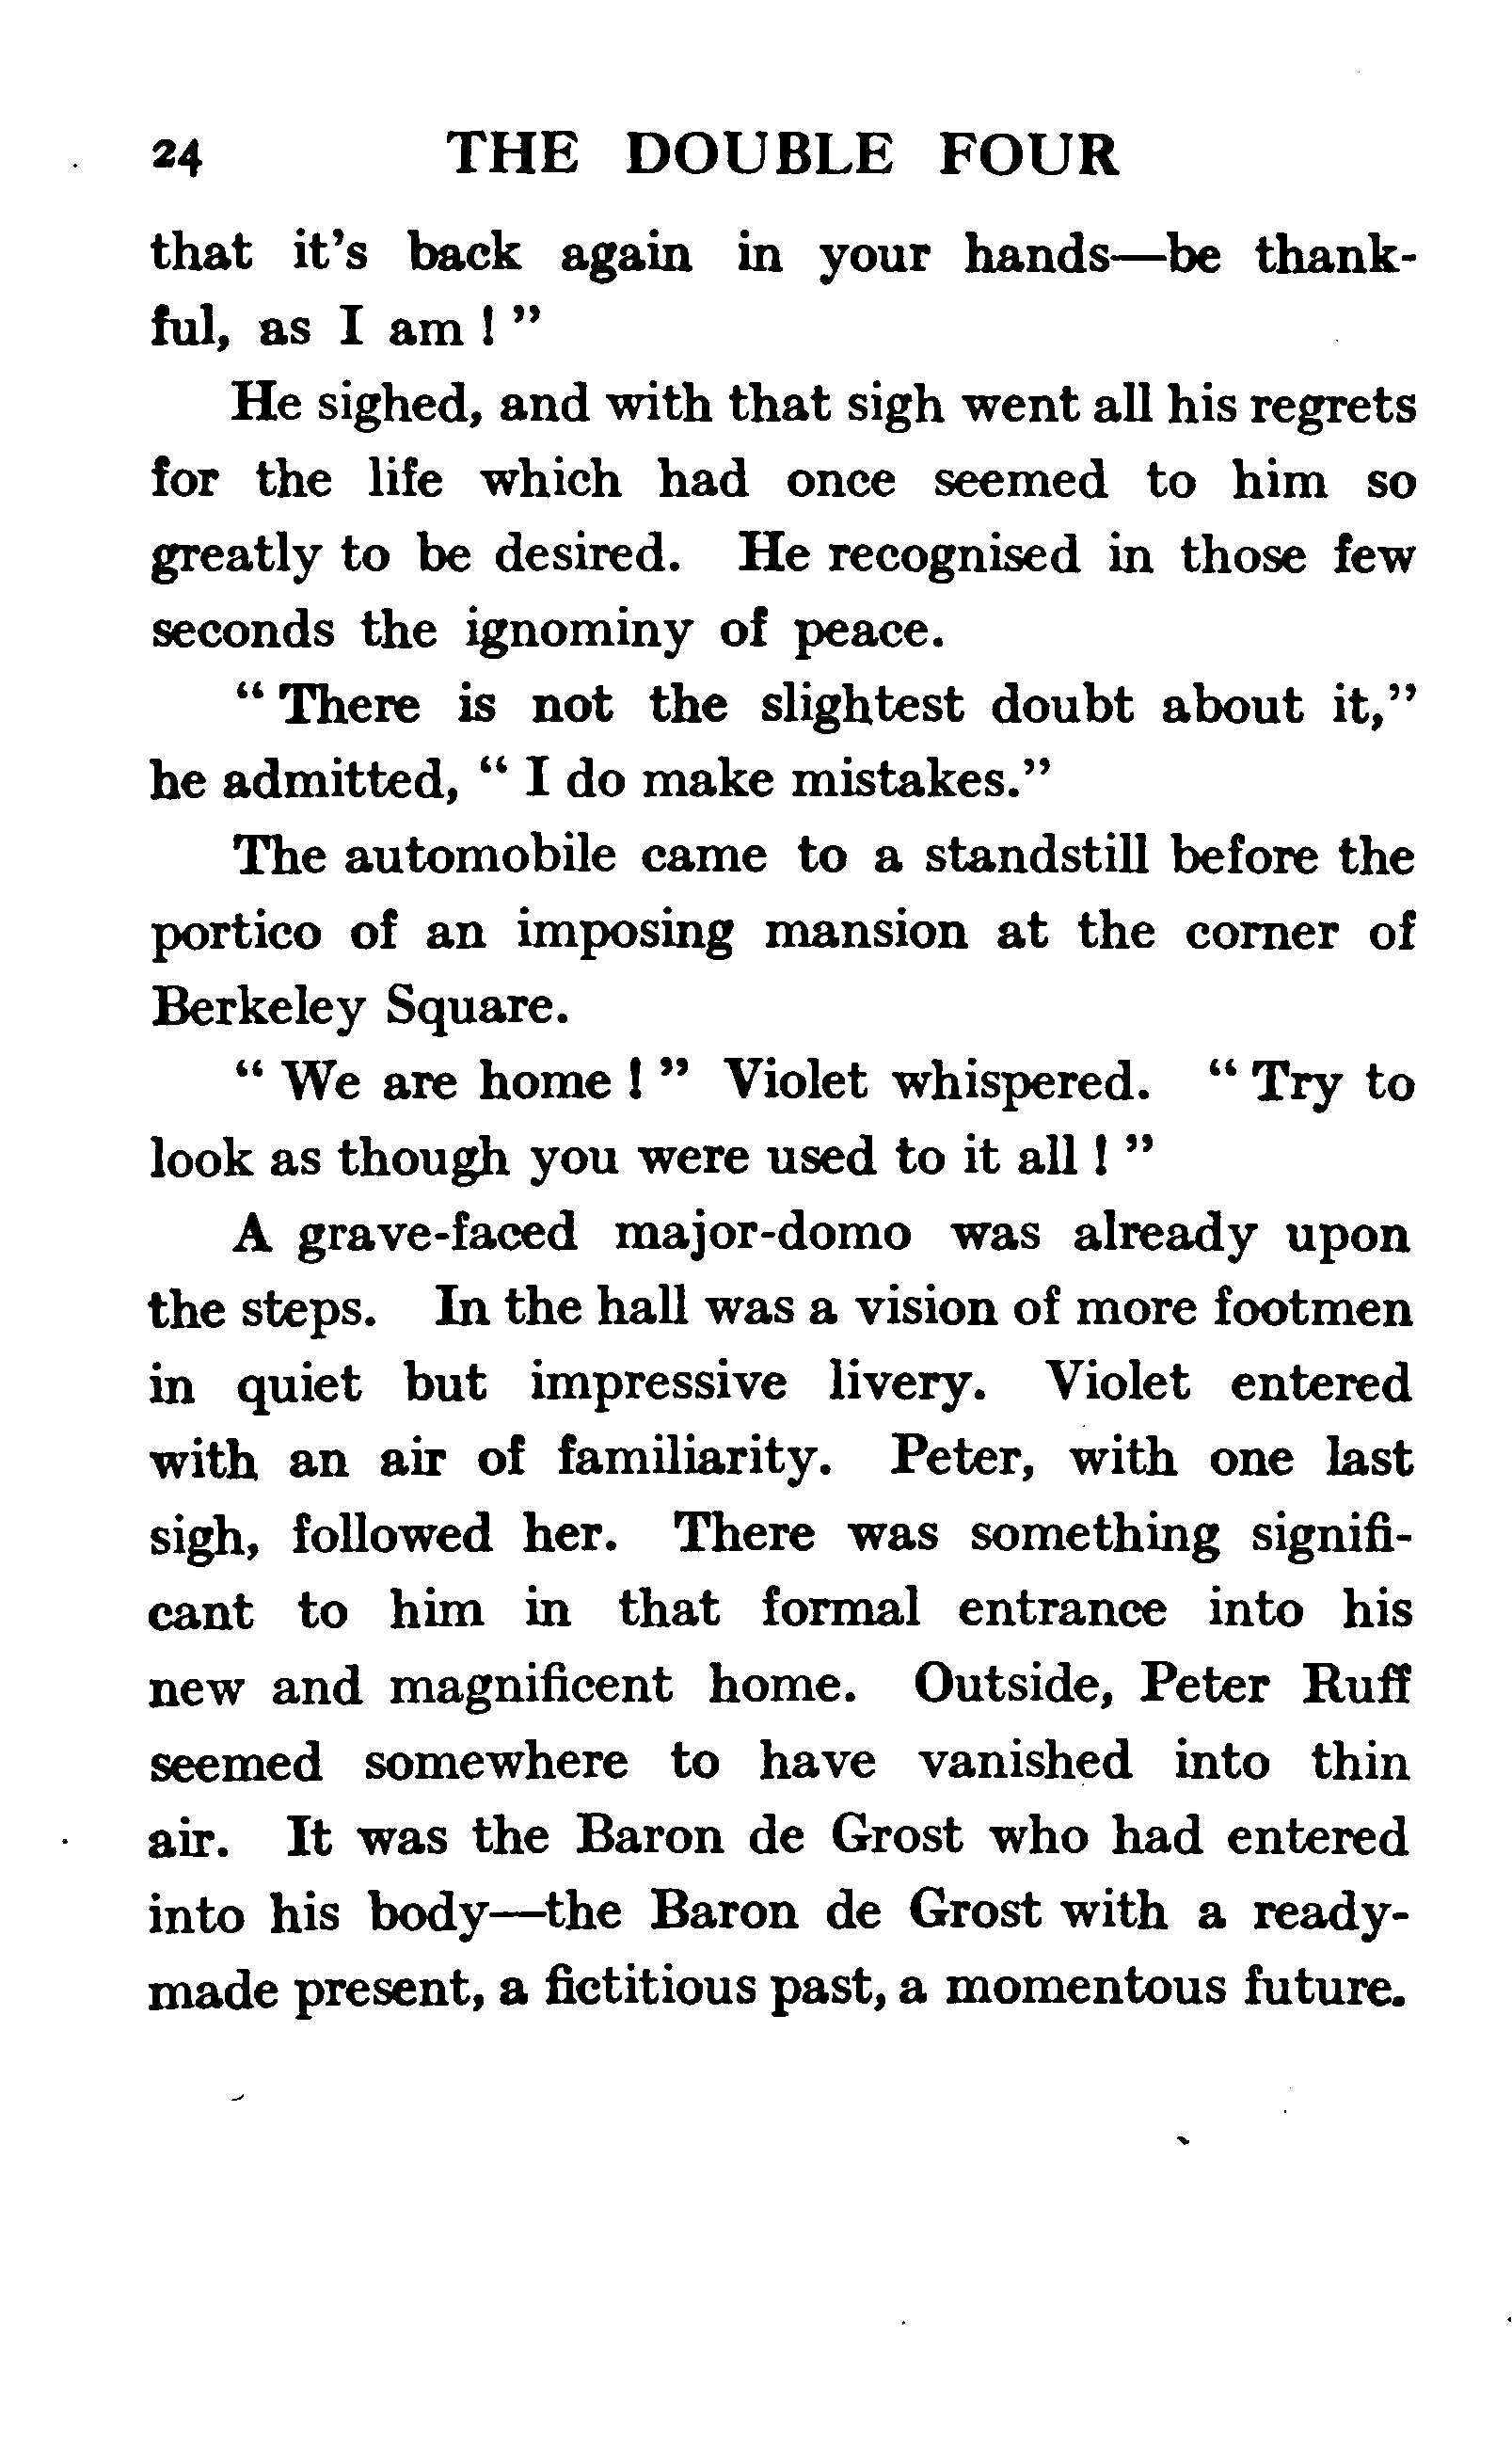 24 THE DOUBLE FOUR
that it's back again in your hands—be thank-
ful, as I am ! ”
He sighed, and with that sigh went all his regrets
for the life which had once seemed to him so
greatly to be desired. He recognised in those few
seconds the ignominy of peace.
“ There is not the slightest doubt about it,”
he admitted, “ I do make mistakes.”
The automobile came to a standstill before the
portico of an imposing mansion at the corner of
Berkeley Square.
“ We are home ! ” Violet whispered. “ Try to
look as though you were used to it all ! ”
A grave-faced major-domo was already upon
the steps. In the hall was a vision of more footmen
in quiet but impressive livery. Violet entered
with an air of familiarity. Peter, with one last
sigh, followed her. There was something signifi-
cant to him in that formal entrance into his
new and magnificent home. Outside, Peter Ruff
seemed somewhere to have vanished into thin
air. It was the Baron de Grost who had entered
into his body—the Baron de Grost with a ready-
made present, a fictitious past, a momentous future.